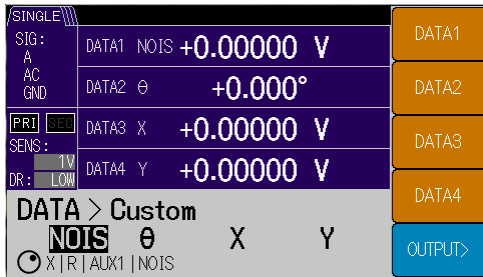 SINGLE
SIG:
A
AC
GND
PRI SEC
SENS:
1V
DR: LOW
DATA1 NOIS +0.00000 V
DATA2 θ +0.000°
DATA3 X +0.00000 V
DATA4 Y +0.00000 V
DATA > Custom
NOIS θ X Y
X|R|AUX1|NOIS
DATA1
DATA2
DATA3
DATA4
OUTPUT>